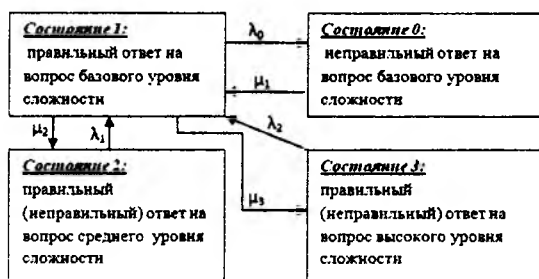 Состояние 1:
правильный ответ на
вопрос базового уровня
сложности
λ₀
μ₁
Состояние 0:
неправильный ответ на
вопрос базового уровня
сложности
μ₂
λ₁
λ₂
μ₃
Состояние 2:
правильный
(неправильный) ответ на
вопрос среднего уровня
сложности
Состояние 3:
правильный
(неправильный) ответ на
вопрос высокого уровня
сложности